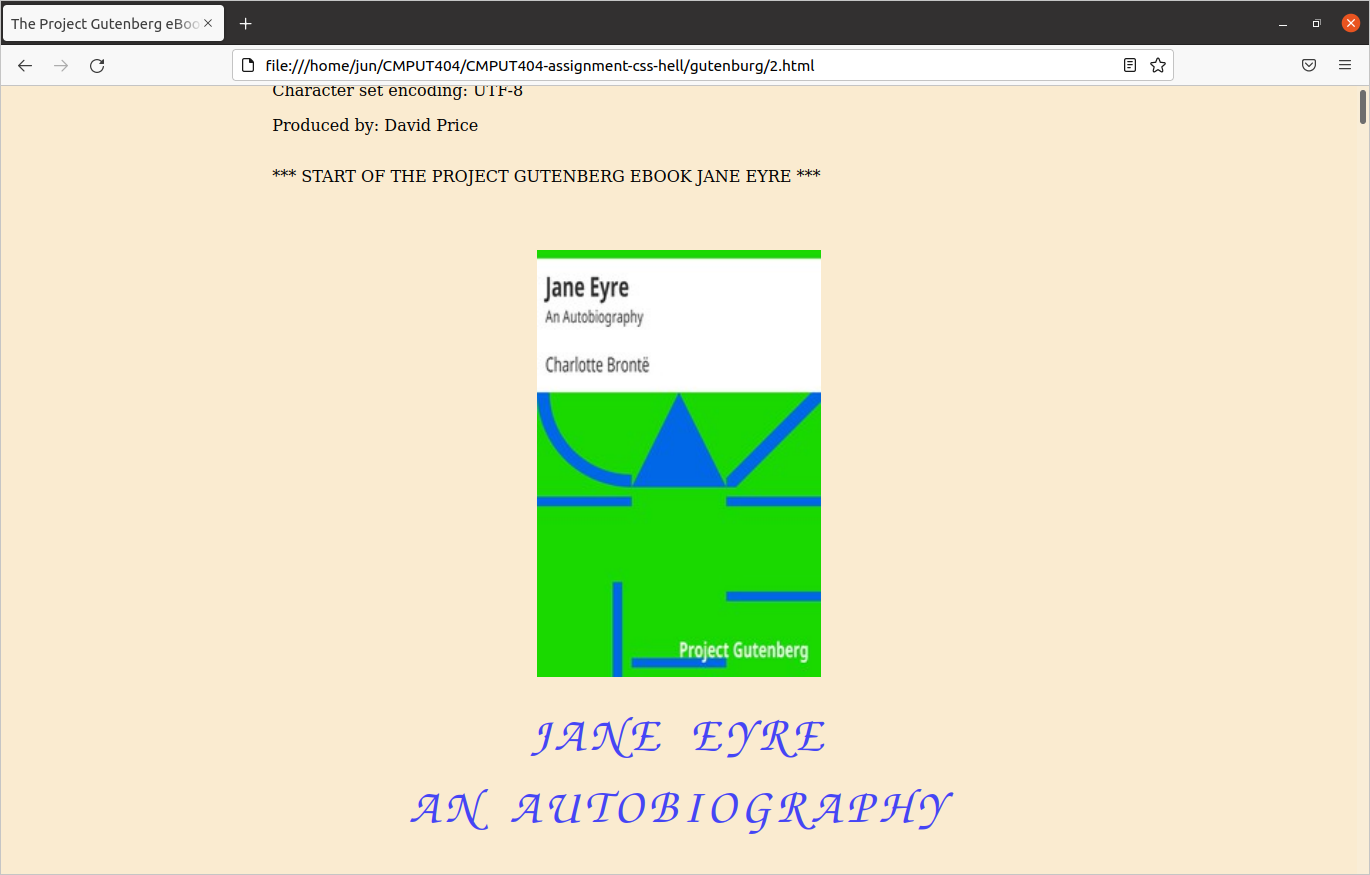 The Project Gutenberg eBoo
file:///home/jun/CMPUT404/CMPUT404-assignment-css-hell/gutenburg/2.html
Character set encoding: UTF-8
Produced by: David Price
*** START OF THE PROJECT GUTENBERG EBOOK JANE EYRE ***
Jane Eyre
An Autobiography
Charlotte Brontë
Project Gutenberg
JANE EYRE
AN AUTOBIOGRAPHY